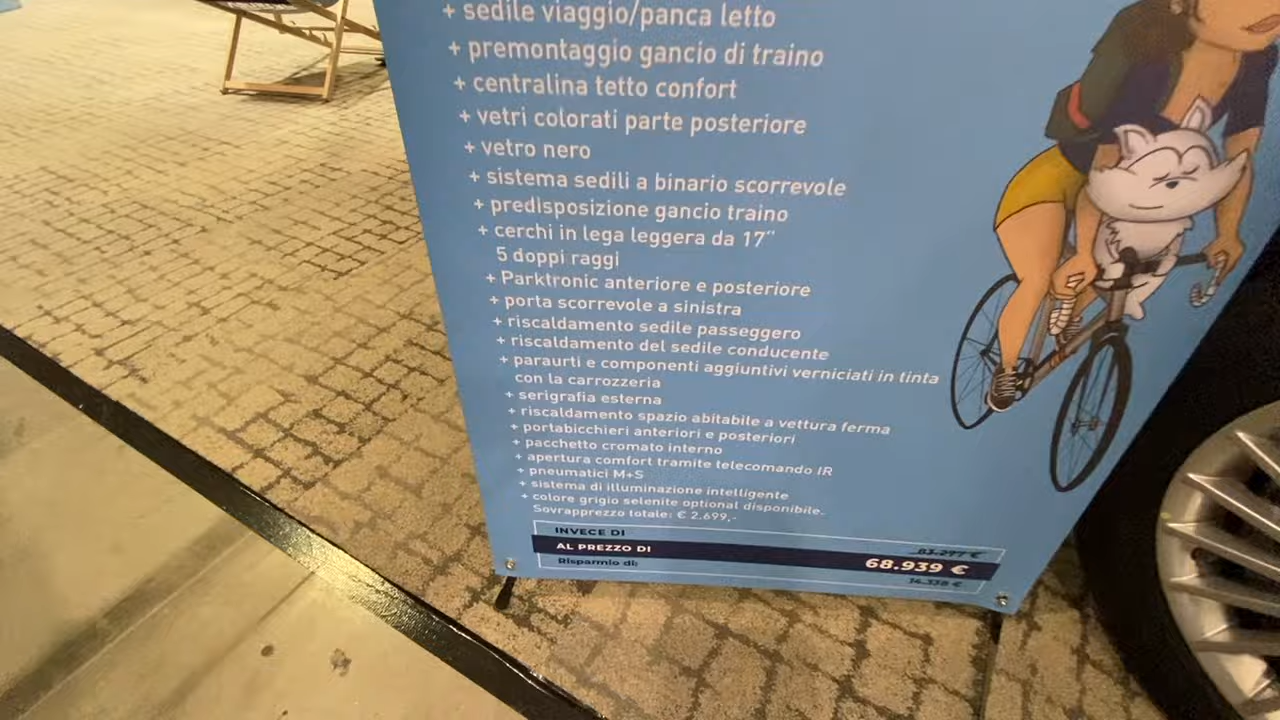 + sedile viaggio/panca letto
+ premontaggio gancio di traino
+ centralina tetto confort
+ vetri colorati parte posteriore
+ vetro nero
+ sistema sedili a binario scorrevole
+ predisposizione gancio traino
+ cerchi in lega leggera da 17"
5 doppi raggi
+ Parktronic anteriore e posteriore
+ porta scorrevole a sinistra
+ riscaldamento sedile passeggero
+ riscaldamento del sedile conducente
+ paraurti e componenti aggiuntivi verniciati in tinta
con la carrozzeria
+ serigrafia esterna
+ riscaldamento spazio abitabile a vettura ferma
+ portabicchieri anteriori e posteriori
+ pacchetto cromato interno
+ apertura comfort tramite telecomando IR
+ pneumatici M+S
+ sistema di illuminazione intelligente
+ colore grigio selenite optional disponibile.
Sovrapprezzo totale: € 2.699,-
INVECE DI 83.277 €
AL PREZZO DI 68.939 €
Risparmio di: 14.338 €